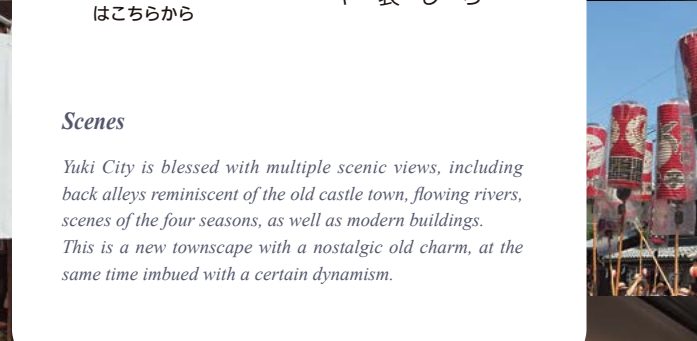 はこちらから
Scenes
Yuki City is blessed with multiple scenic views, including
back alleys reminiscent of the old castle town, flowing rivers,
scenes of the four seasons, as well as modern buildings.
This is a new townscape with a nostalgic old charm, at the
same time imbued with a certain dynamism.